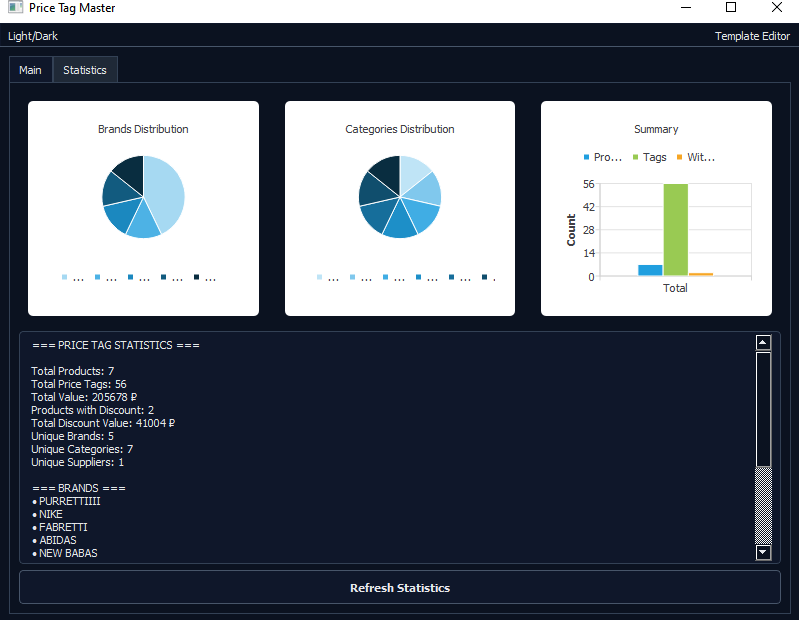 Price Tag Master
Light/Dark
Template Editor
Main
Statistics
Brands Distribution
... ... ... ... ...
Categories Distribution
... ... ... ... ... .
Summary
Pro... Tags Wit...
56
42
28
14
0
Count
Total
=== PRICE TAG STATISTICS ===
Total Products: 7
Total Price Tags: 56
Total Value: 205678 ₽
Products with Discount: 2
Total Discount Value: 41004 ₽
Unique Brands: 5
Unique Categories: 7
Unique Suppliers: 1
=== BRANDS ===
• PURRETTIIII
• NIKE
• FABRETTI
• ABIDAS
• NEW BABAS
Refresh Statistics